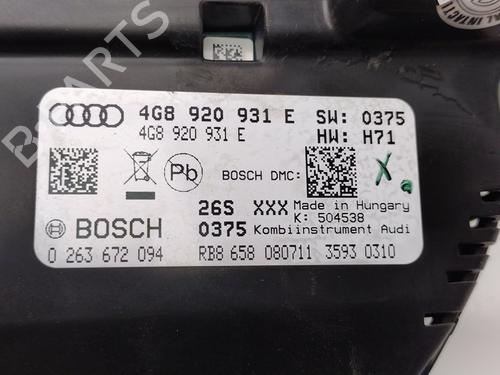 4G8 920 931 E SW: 0375
4G8 920 931 E HW: H71
Pb BOSCH DMC: X.
26S XXX Made in Hungary
K: 504538
BOSCH 0375 Kombiinstrument Audi
0 263 672 094 RB8 658 080711 3593 0310
INTACT